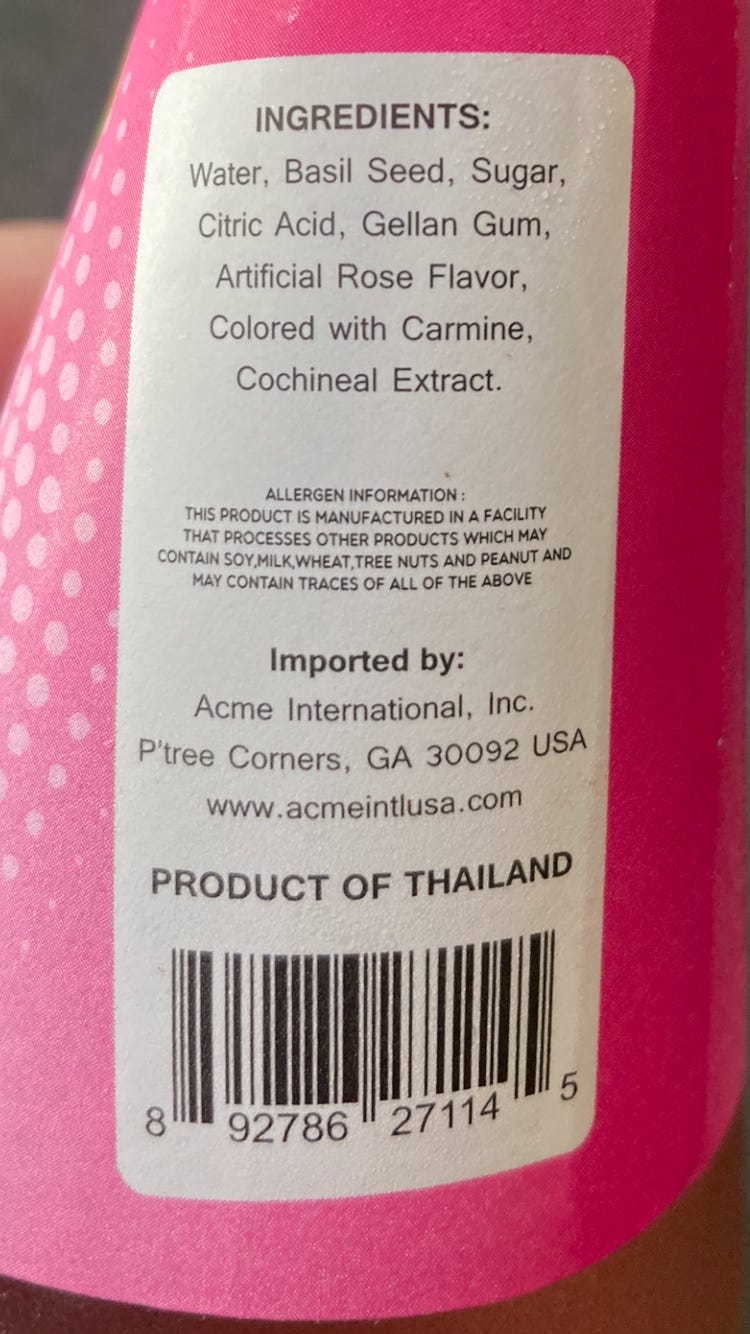 INGREDIENTS:
Water, Basil Seed, Sugar,
Citric Acid, Gellan Gum,
Artificial Rose Flavor,
Colored with Carmine,
Cochineal Extract.
ALLERGEN INFORMATION :
THIS PRODUCT IS MANUFACTURED IN A FACILITY
THAT PROCESSES OTHER PRODUCTS WHICH MAY
CONTAIN SOY,MILK,WHEAT,TREE NUTS AND PEANUT AND
MAY CONTAIN TRACES OF ALL OF THE ABOVE
Imported by:
Acme International, Inc.
P'tree Corners, GA 30092 USA
www.acmeintlusa.com
PRODUCT OF THAILAND
8 92786 27114 5